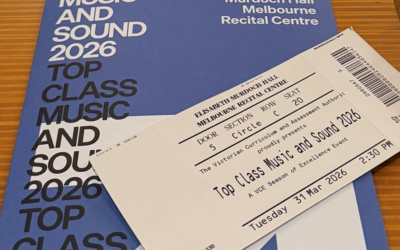 MUSIC
AND
SOUND
2026
TOP
CLASS
MUSIC
AND
SOUND
2026
TOP
CLASS
Murdoch Hall
Melbourne
Recital Centre
ELISABETH MURDOCH HALL
MELBOURNE RECITAL CENTRE
DOOR SECTION ROW SEAT
5 Circle C 20
The Victorian Curriculum and Assessment Authorit
proudly presents
Top Class Music and Sound 2026
A VCE Season of Excellence Event
Tuesday 31 Mar 2026 2:30 PM